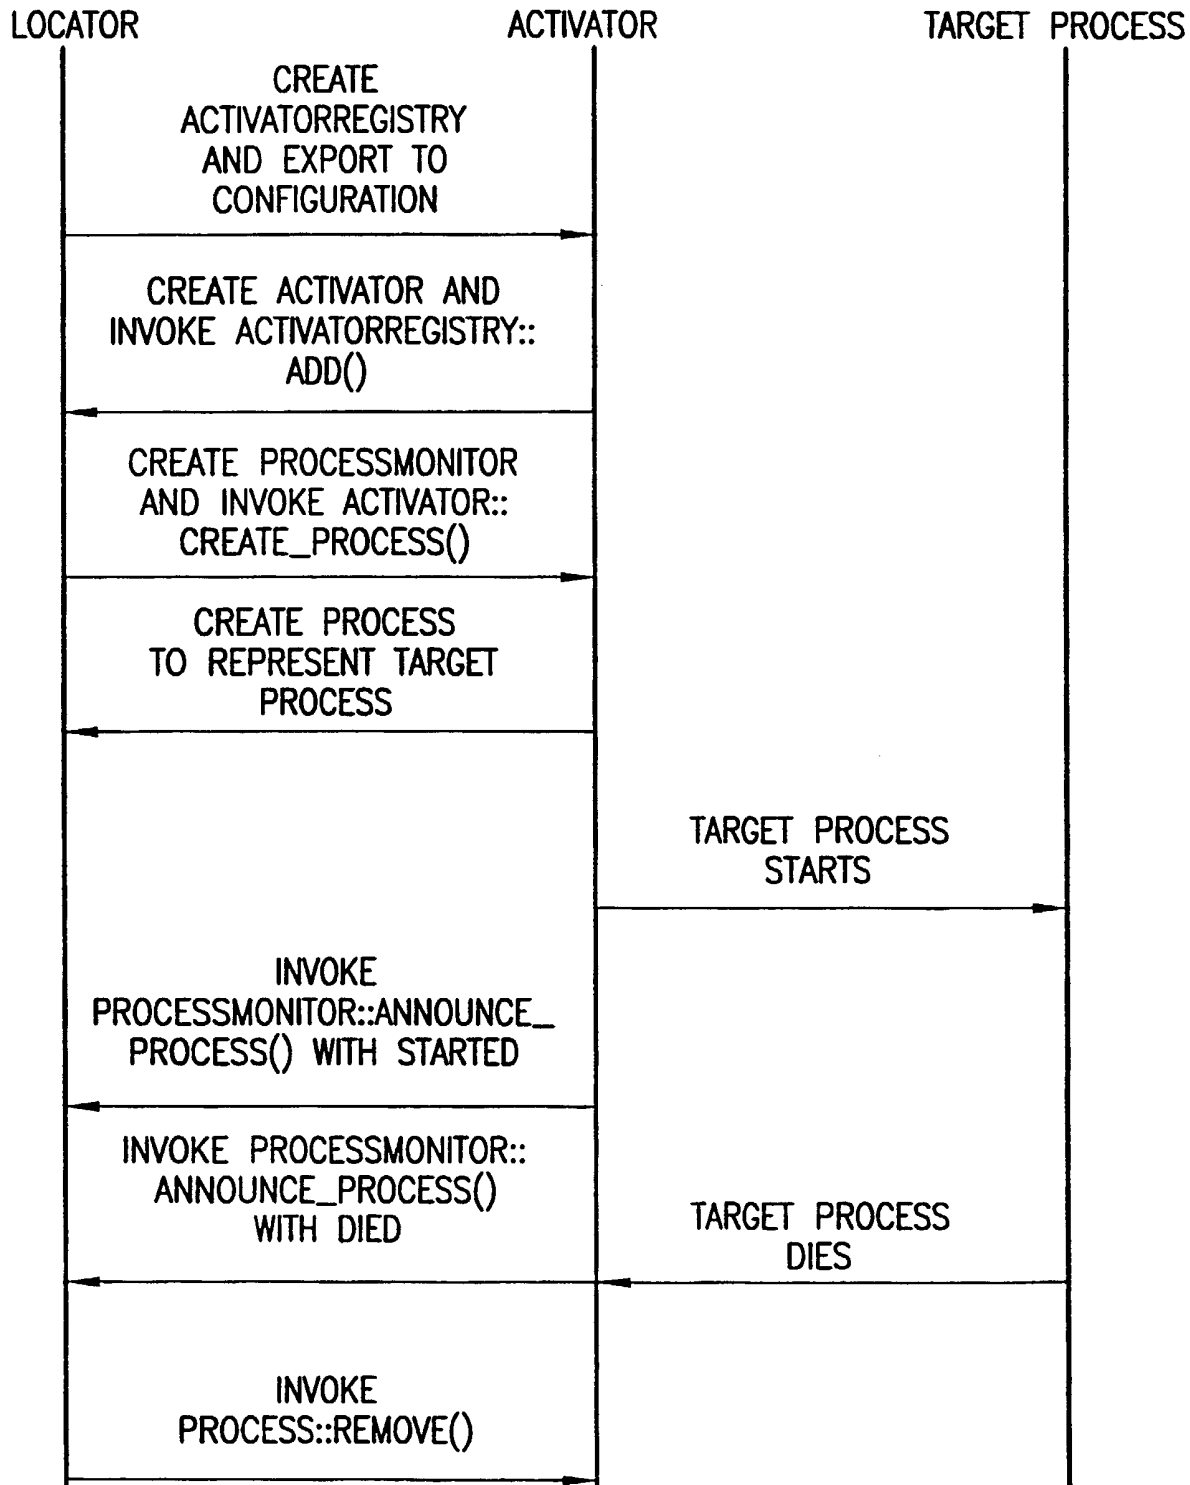 LOCATOR ACTIVATOR TARGET PROCESS
CREATE
ACTIVATORREGISTRY
AND EXPORT TO
CONFIGURATION
CREATE ACTIVATOR AND
INVOKE ACTIVATORREGISTRY::
ADD()
CREATE PROCESSMONITOR
AND INVOKE ACTIVATOR::
CREATE_PROCESS()
CREATE PROCESS
TO REPRESENT TARGET
PROCESS
TARGET PROCESS
STARTS
INVOKE
PROCESSMONITOR::ANNOUNCE_
PROCESS() WITH STARTED
INVOKE PROCESSMONITOR::
ANNOUNCE_PROCESS()
WITH DIED
TARGET PROCESS
DIES
INVOKE
PROCESS::REMOVE()